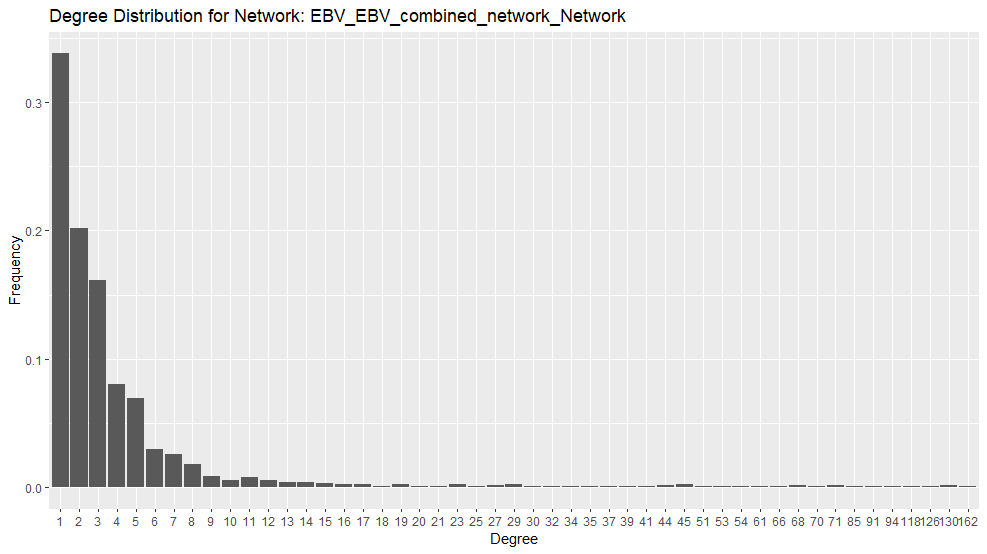 Degree Distribution for Network: EBV_EBV_combined_network_Network
Frequency
0.3
0.2
0.1
0.0
1 2 3 4 5 6 7 8 9 10 11 12 13 14 15 16 17 18 19 20 21 23 25 27 29 30 32 34 35 37 39 41 44 45 51 53 54 61 66 68 70 71 85 91 94 118 126 130 162
Degree